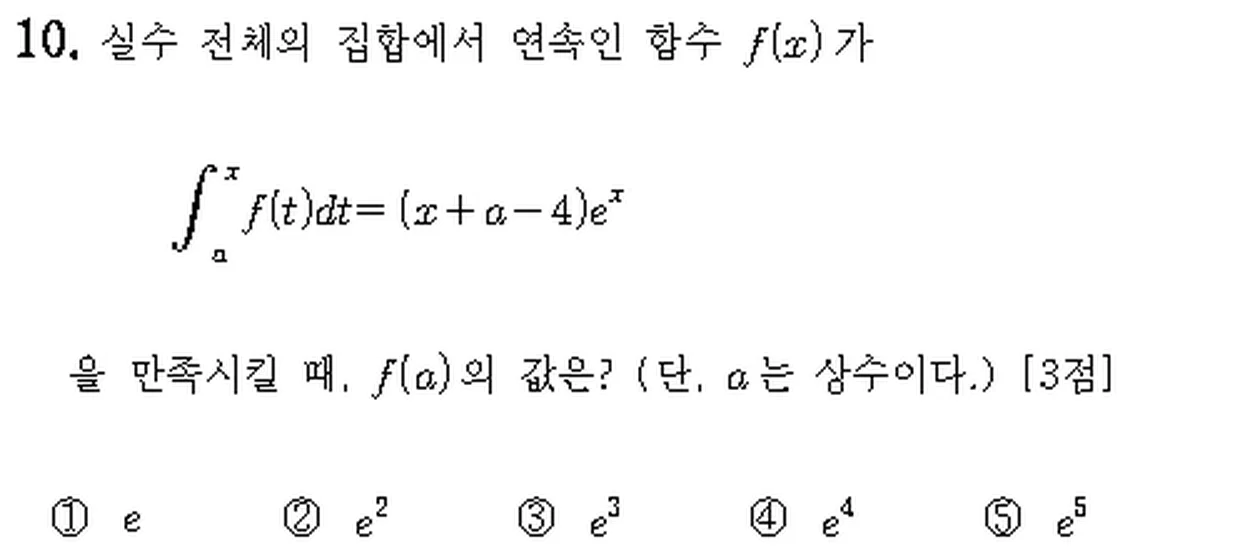 10. 실수 전체의 집합에서 연속인 함수 f(x)가
∫ₐˣ f(t)dt= (x+a-4)eˣ
을 만족시킬 때, f(a)의 값은? (단, a는 상수이다.) [3점]
① e ② e² ③ e³ ④ e⁴ ⑤ e⁵